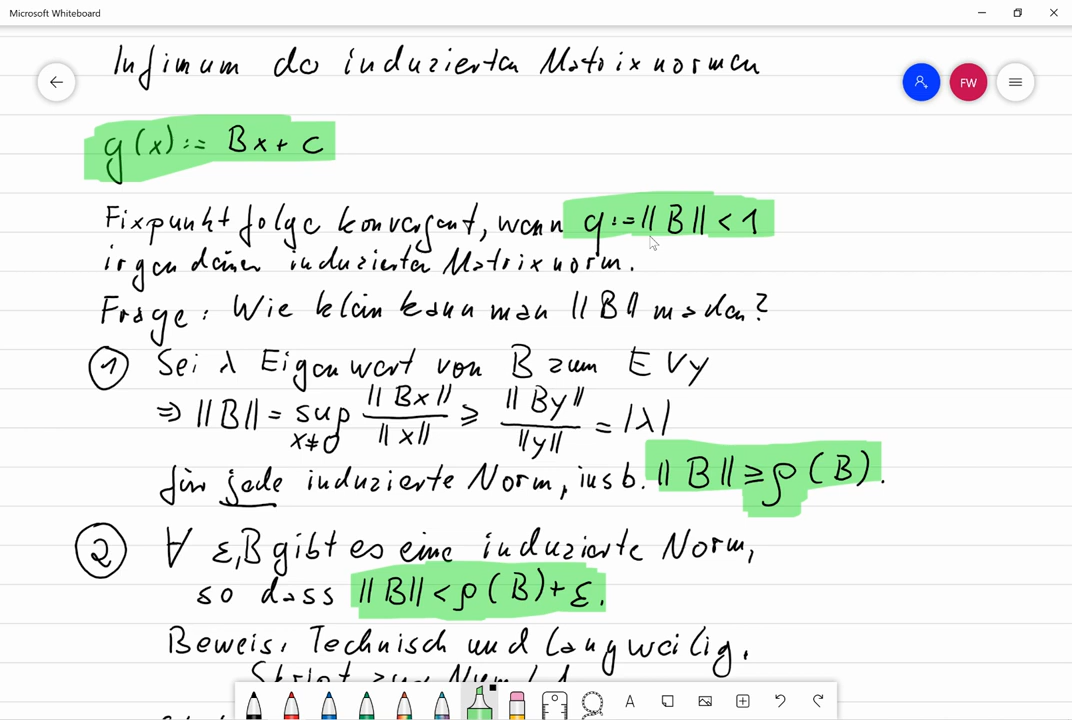 Microsoft Whiteboard
Infimum de induzierten Matrixnormen
FW
g(x) := Bx + c
Fixpunktfolge konvergent, wenn q := ||B|| < 1
irgendeiner induzierten Matrixnorm.
Frage: Wie klein kann man ||B|| machen?
① Sei λ Eigenwert von B zum EV y
⇒ ||B|| = sup x≠0 ||Bx|| / ||x|| ≥ ||By|| / ||y|| = |λ|
für jede induzierte Norm, insb. ||B|| ≥ ρ(B).
② ∀ ε, B gibt es eine induzierte Norm,
so dass ||B|| < ρ(B) + ε.
Beweis: Technisch und langweilig.